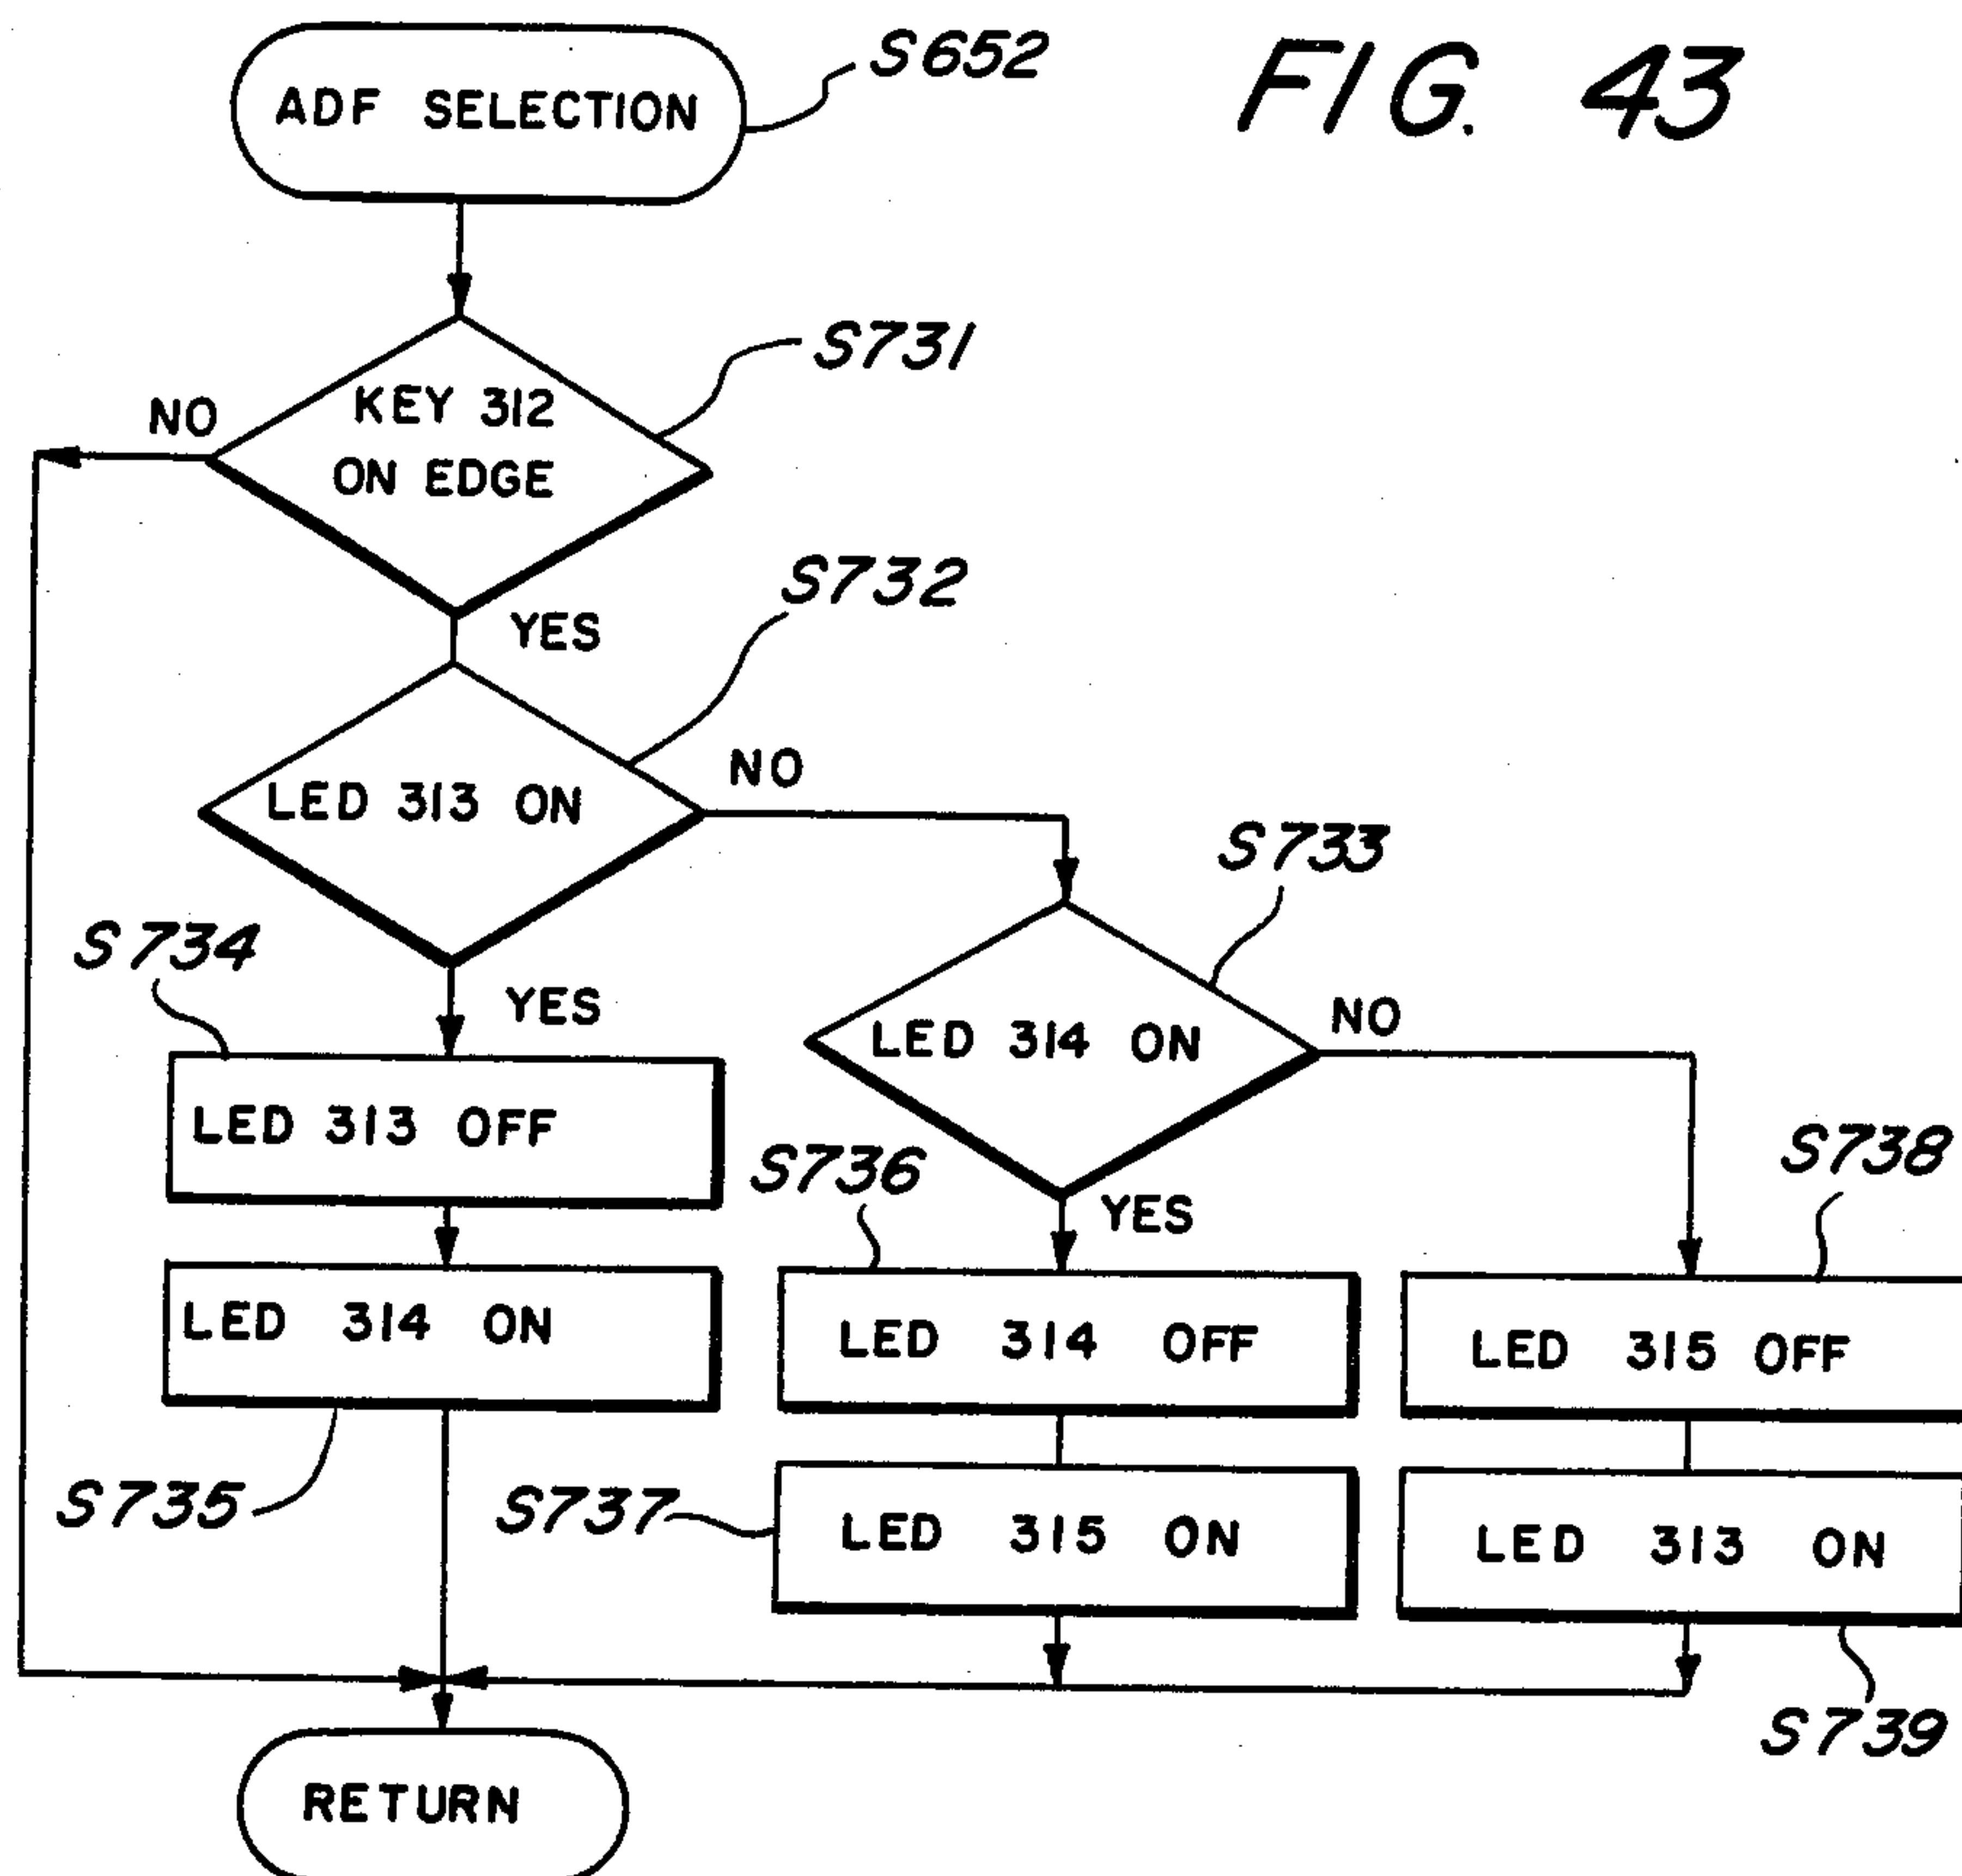 FIG. 43
ADF SELECTION
S652
KEY 312
ON EDGE
S731
NO
YES
S732
LED 313 ON
NO
YES
S733
LED 314 ON
NO
YES
S734
LED 313 OFF
LED 314 ON
S735
S736
LED 314 OFF
S737
LED 315 ON
S738
LED 315 OFF
LED 313 ON
S739
RETURN